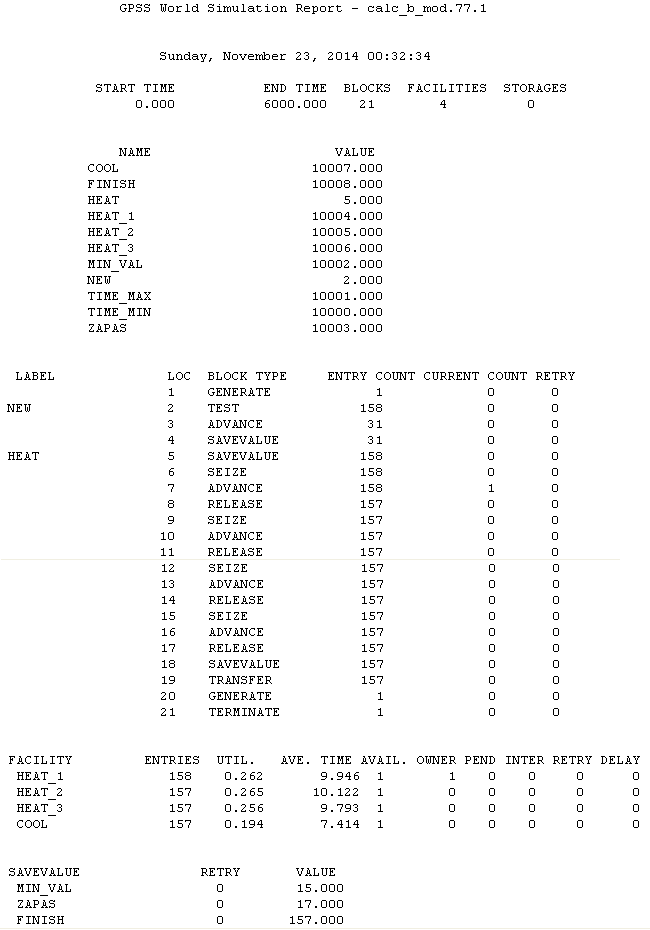 GPSS World Simulation Report - calc_b_mod.77.1
Sunday, November 23, 2014 00:32:34
START TIME END TIME BLOCKS FACILITIES STORAGES
0.000 6000.000 21 4 0
NAME VALUE
COOL 10007.000
FINISH 10008.000
HEAT 5.000
HEAT_1 10004.000
HEAT_2 10005.000
HEAT_3 10006.000
MIN_VAL 10002.000
NEW 2.000
TIME_MAX 10001.000
TIME_MIN 10000.000
ZAPAS 10003.000
LABEL LOC BLOCK TYPE ENTRY COUNT CURRENT COUNT RETRY
1 GENERATE 1 0 0
NEW 2 TEST 158 0 0
3 ADVANCE 31 0 0
4 SAVEVALUE 31 0 0
HEAT 5 SAVEVALUE 158 0 0
6 SEIZE 158 0 0
7 ADVANCE 158 1 0
8 RELEASE 157 0 0
9 SEIZE 157 0 0
10 ADVANCE 157 0 0
11 RELEASE 157 0 0
12 SEIZE 157 0 0
13 ADVANCE 157 0 0
14 RELEASE 157 0 0
15 SEIZE 157 0 0
16 ADVANCE 157 0 0
17 RELEASE 157 0 0
18 SAVEVALUE 157 0 0
19 TRANSFER 157 0 0
20 GENERATE 1 0 0
21 TERMINATE 1 0 0
FACILITY ENTRIES UTIL. AVE. TIME AVAIL. OWNER PEND INTER RETRY DELAY
HEAT_1 158 0.262 9.946 1 1 0 0 0 0
HEAT_2 157 0.265 10.122 1 0 0 0 0 0
HEAT_3 157 0.256 9.793 1 0 0 0 0 0
COOL 157 0.194 7.414 1 0 0 0 0 0
SAVEVALUE RETRY VALUE
MIN_VAL 0 15.000
ZAPAS 0 17.000
FINISH 0 157.000